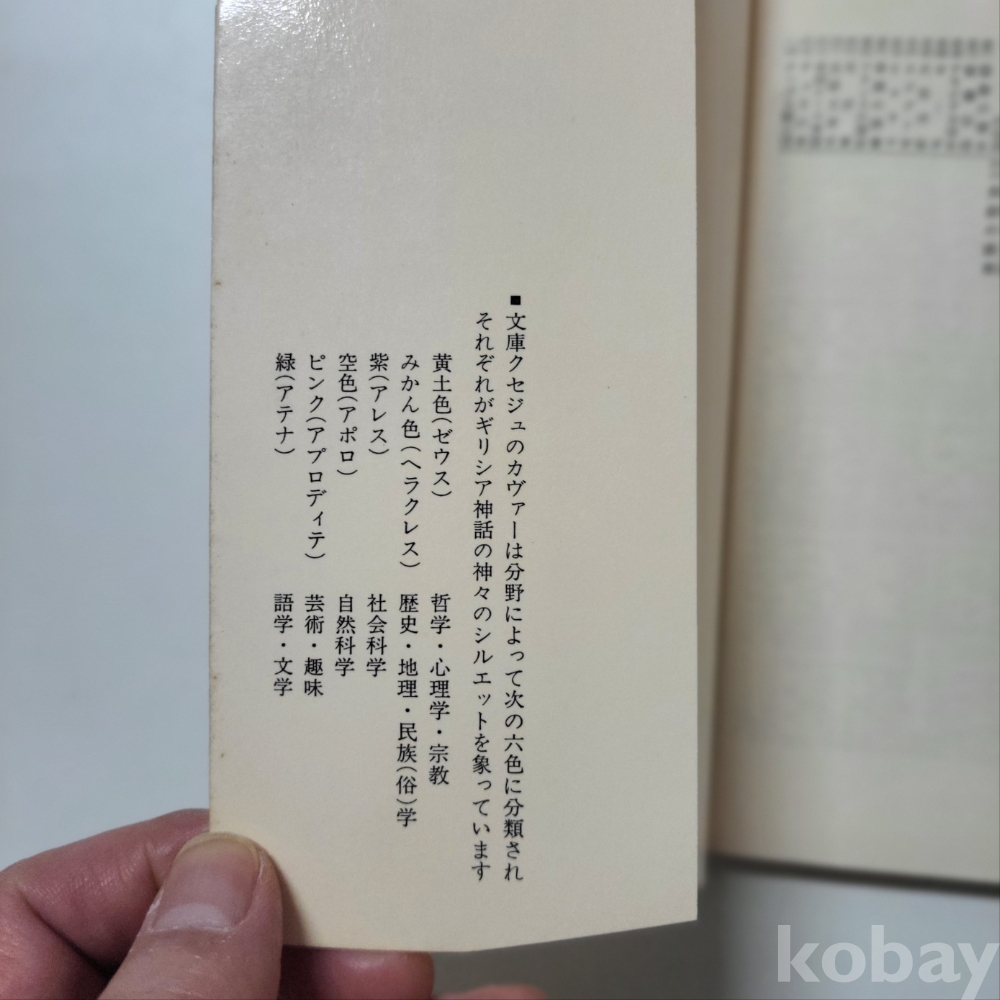 ■文庫クセジュのカヴァーは分野によって次の六色に分類され
それぞれがギリシア神話の神々のシルエットを象っています
黄土色(ゼウス) 哲学・心理学・宗教
みかん色(ヘラクレス) 歴史・地理・民族(俗)学
紫(アレス) 社会科学
空色(アポロ) 自然科学
ピンク(アプロディテ) 芸術・趣味
緑(アテナ) 語学・文学
kobay